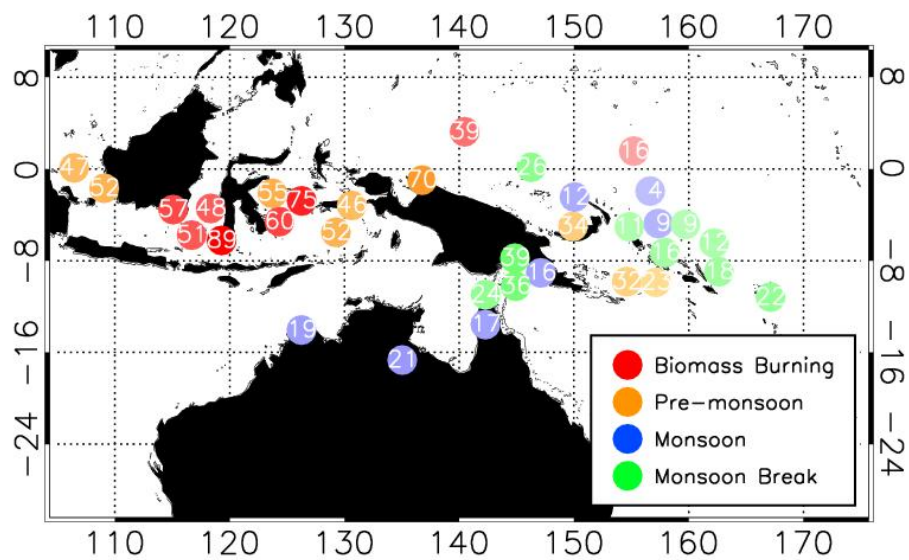 110 120 130 140 150 160 170
8 8
39
16
0 47 26 0
52 70 12 4
57 48 55 75 46
51 89 60 52 34 11 9 9
16 12
-8 39 16 18 -8
24 36 32 23 22
19 17
-16 21 -16
Biomass Burning
Pre-monsoon
Monsoon
-24 Monsoon Break -24
110 120 130 140 150 160 170